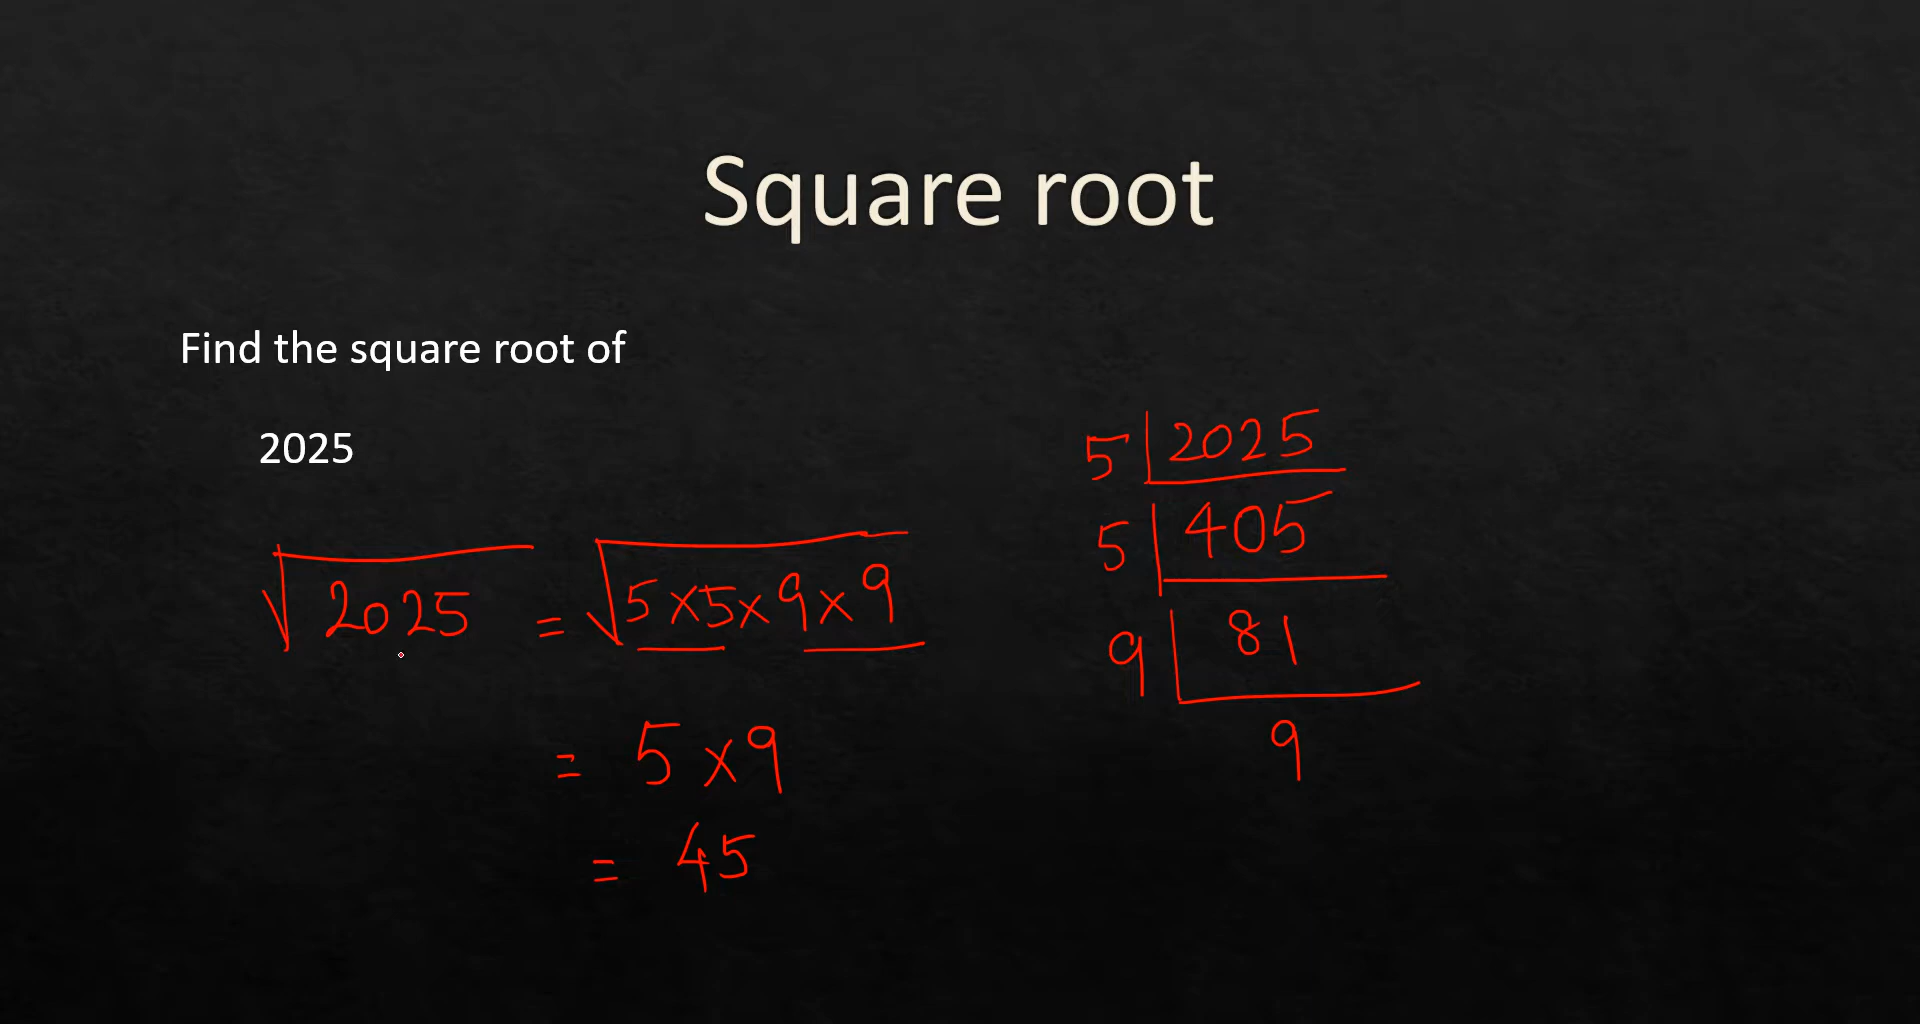 Square root
Find the square root of
2025
√2025 = √5×5×9×9
= 5×9
= 45
5 | 2025
5 | 405
9 | 81
9